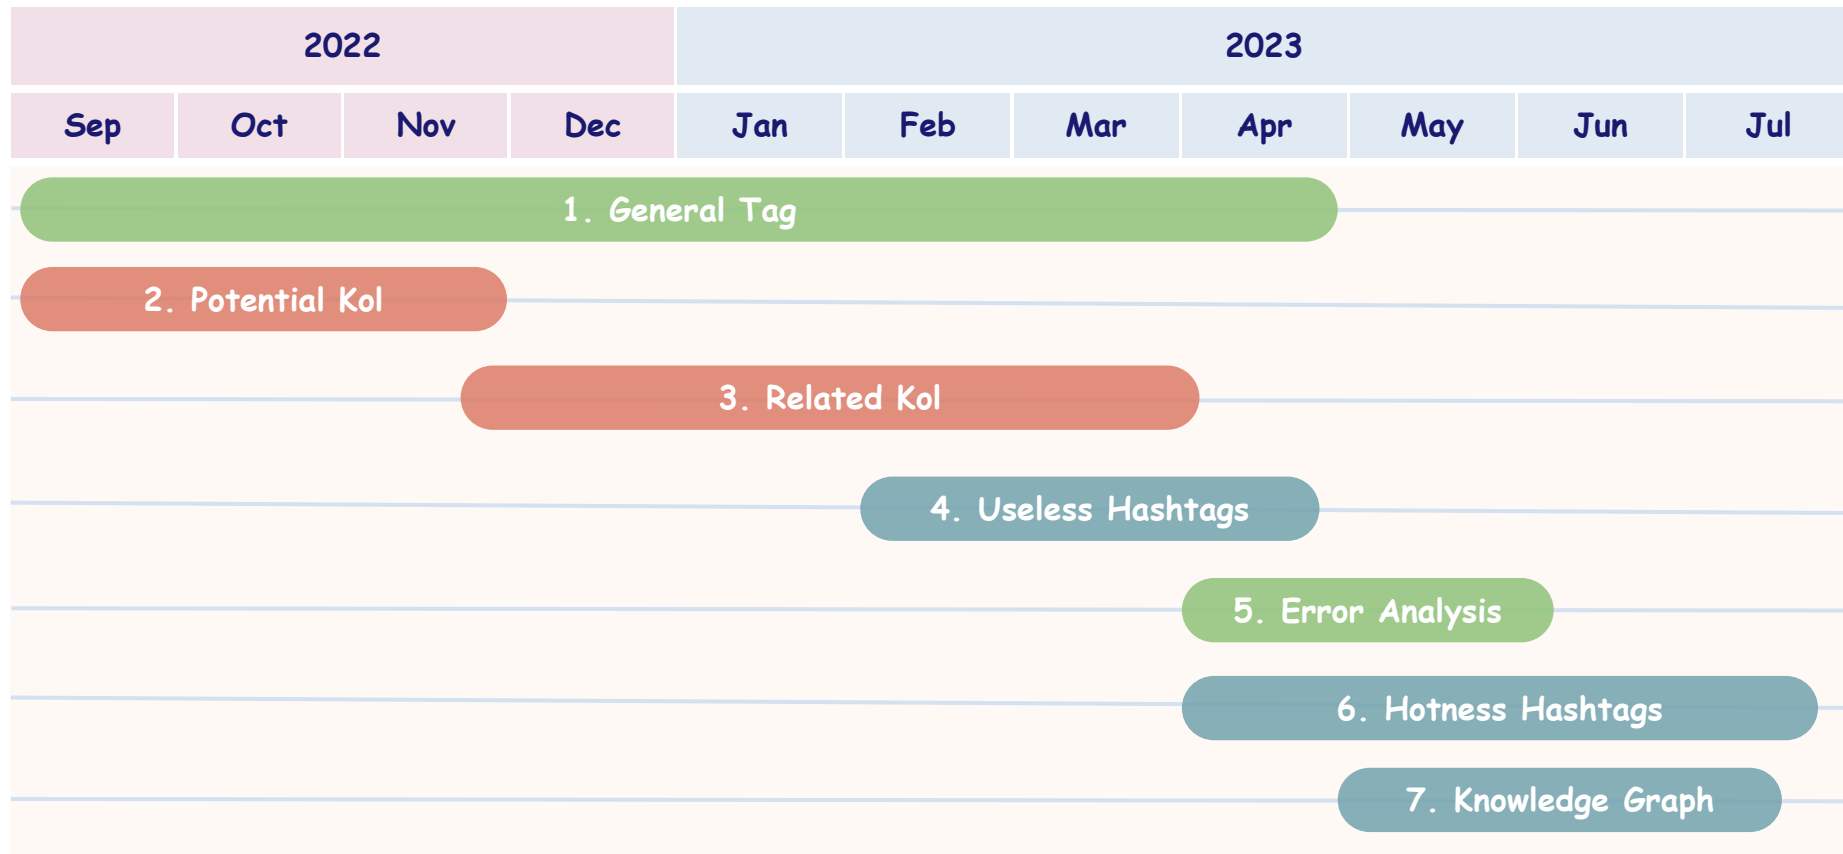 2022 2023
Sep Oct Nov Dec Jan Feb Mar Apr May Jun Jul
1. General Tag
2. Potential Kol
3. Related Kol
4. Useless Hashtags
5. Error Analysis
6. Hotness Hashtags
7. Knowledge Graph